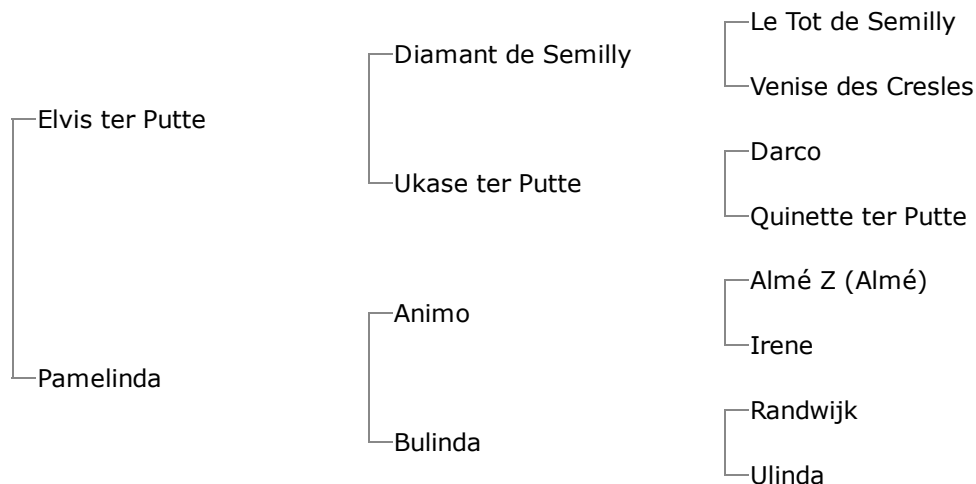 Le Tot de Semilly
Diamant de Semilly
Venise des Cresles
Elvis ter Putte
Darco
Ukase ter Putte
Quinette ter Putte
Almé Z (Almé)
Animo
Irene
Pamelinda
Randwijk
Bulinda
Ulinda